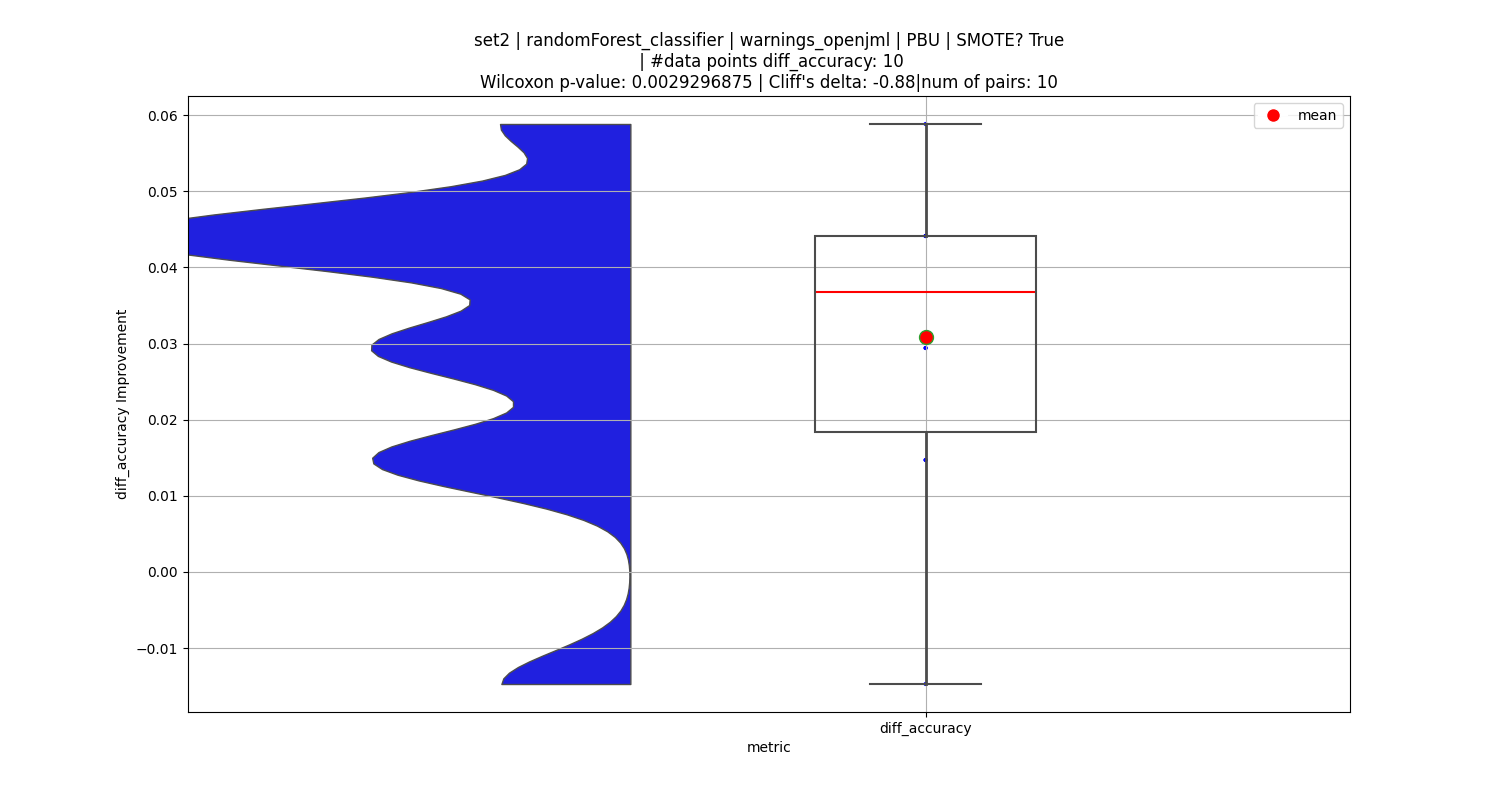 set2 | randomForest_classifier | warnings_openjml | PBU | SMOTE? True
| #data points diff_accuracy: 10
Wilcoxon p-value: 0.0029296875 | Cliff's delta: -0.88|num of pairs: 10
mean
0.06
0.05
0.04
0.03
0.02
0.01
0.00
−0.01
diff_accuracy Improvement
diff_accuracy
metric